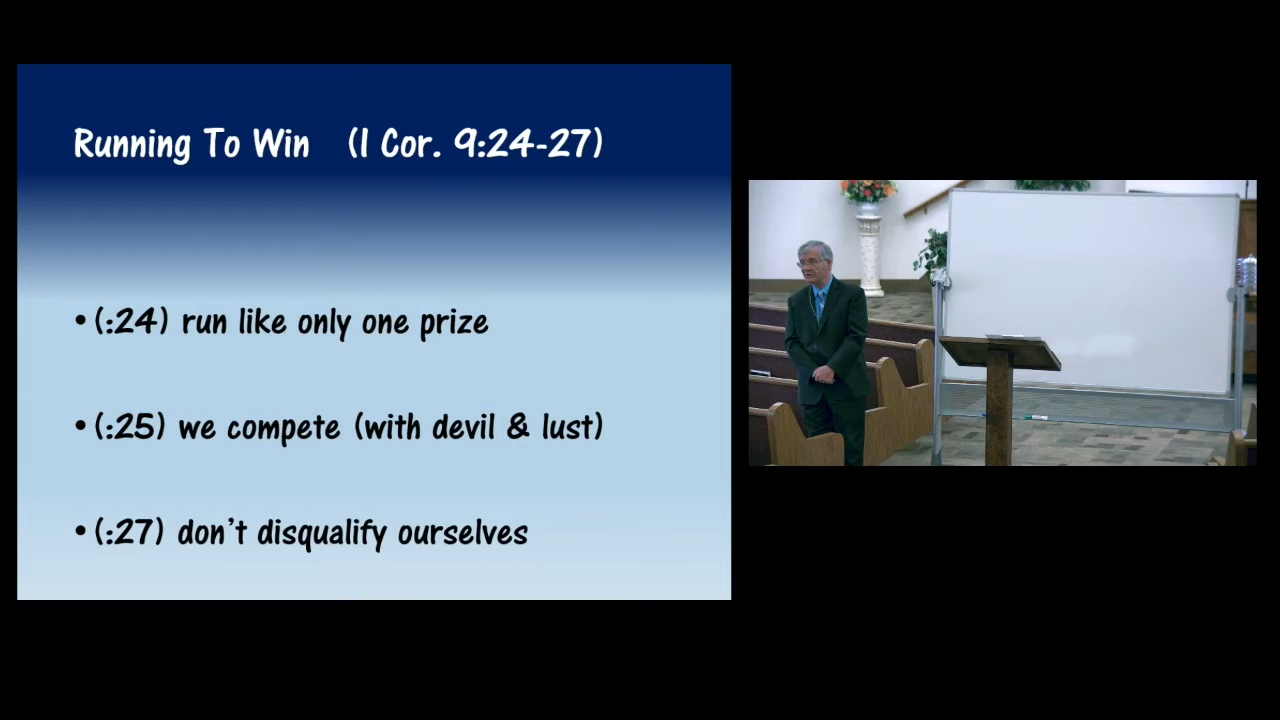 Running To Win (I Cor. 9:24-27)
• (:24) run like only one prize
• (:25) we compete (with devil & lust)
• (:27) don't disqualify ourselves